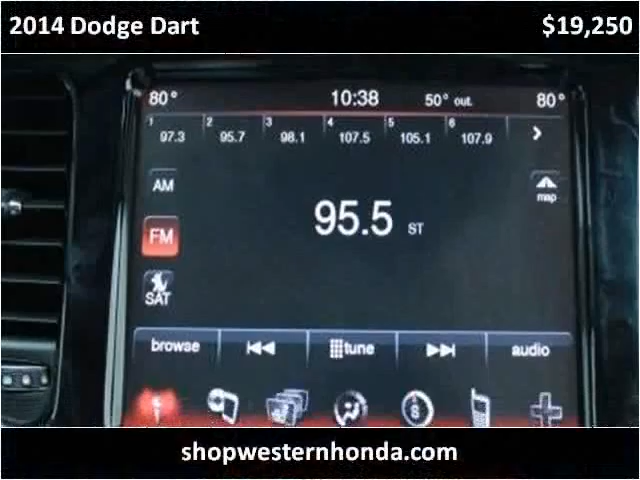 2014 Dodge Dart $19,250
80° 10:38 50° out. 80°
1 2 3 4 5 6
97.3 95.7 98.1 107.5 105.1 107.9 >
AM
map
FM
95.5 ST
SAT
browse tune audio
shopwesternhonda.com